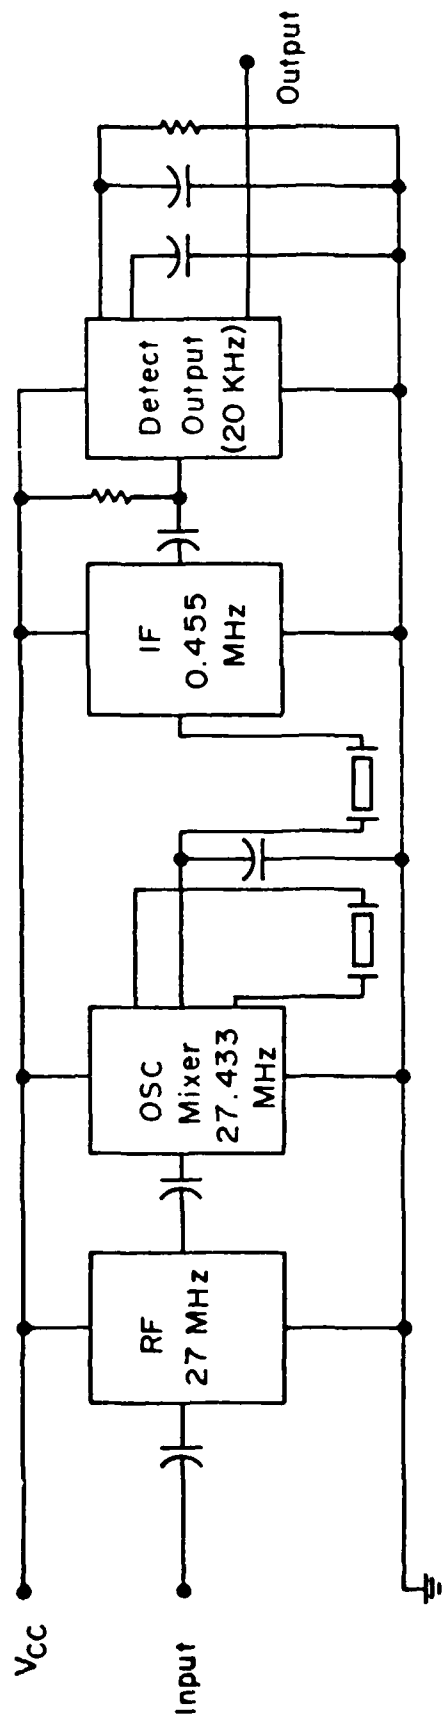 VCC
Input
RF
27 MHz
OSC
Mixer
27.433
MHz
IF
0.455
MHz
Detect
Output
(20 KHz)
Output